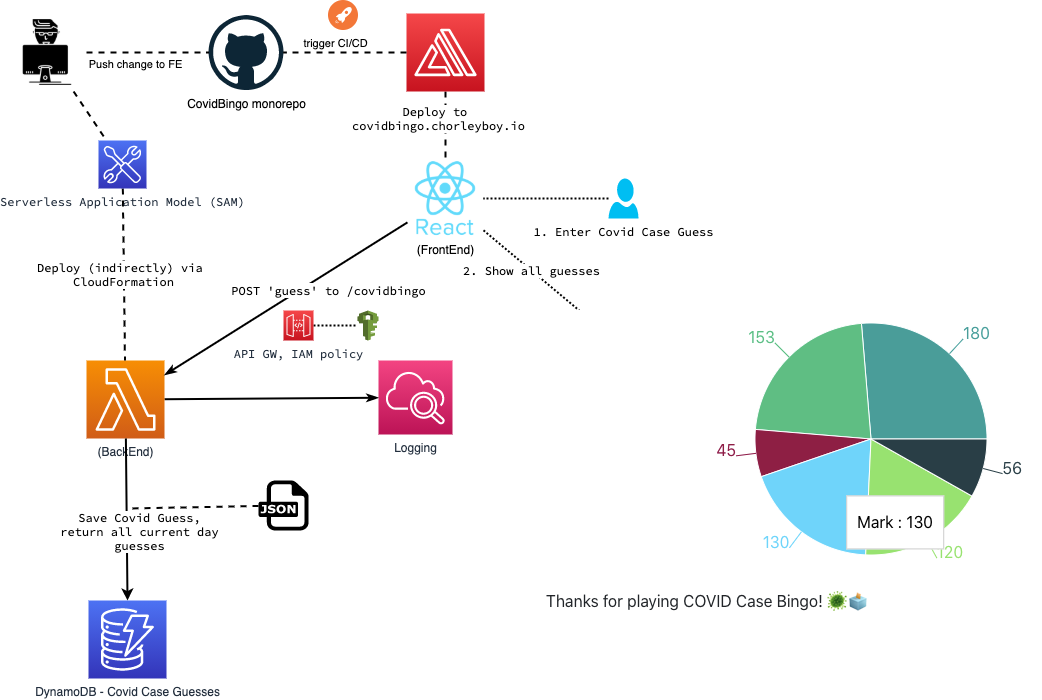 trigger CI/CD
Push change to FE
CovidBingo monorepo
Deploy to
covidbingo.chorleyboy.io
Serverless Application Model (SAM)
React
(FrontEnd)
1. Enter Covid Case Guess
2. Show all guesses
Deploy (indirectly) via
CloudFormation
POST 'guess' to /covidbingo
API GW, IAM policy
(BackEnd)
Logging
JSON
Save Covid Guess,
return all current day
guesses
DynamoDB - Covid Case Guesses
153
180
45
56
130
Mark : 130
120
Thanks for playing COVID Case Bingo!